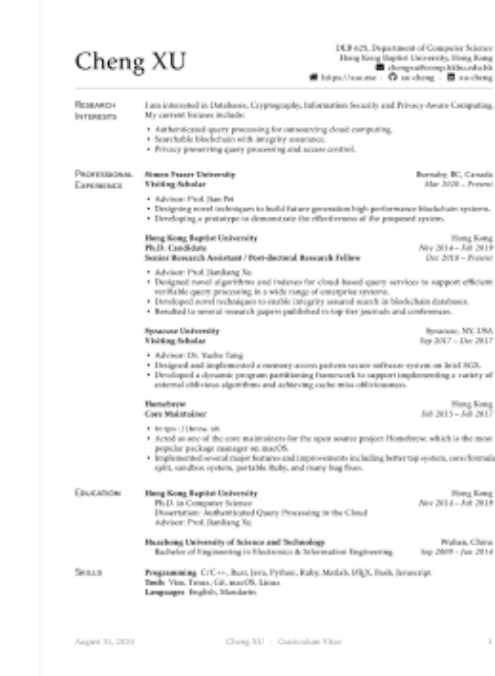 Cheng XU
DLB 625, Department of Computer Science
Hong Kong Baptist University, Hong Kong
chengxu@comp.hkbu.edu.hk
https://xuc.me · xu-cheng · xu-cheng
RESEARCH INTERESTS
I am interested in Databases, Cryptography, Information Security and Privacy-Aware Computing.
My current focuses include:
• Authenticated query processing for outsourcing cloud computing.
• Searchable blockchain with integrity assurance.
• Privacy preserving query processing and access control.
PROFESSIONAL EXPERIENCE
Simon Fraser University Burnaby, BC, Canada
Visiting Scholar Mar 2020 – Present
• Advisor: Prof. Jian Pei
• Designing novel techniques to build future generation high performance blockchain systems.
• Developing a prototype to demonstrate the effectiveness of the proposed system.
Hong Kong Baptist University Hong Kong
Ph.D. Candidate Nov 2014 – Feb 2019
Senior Research Assistant / Post-doctoral Research Fellow Dec 2018 – Present
• Advisor: Prof. Jianliang Xu
• Designed novel algorithms and indexes for cloud-based query services to support efficient
verifiable query processing in a wide range of enterprise systems.
• Developed novel techniques to enable integrity assured search in blockchain databases.
• Resulted to several research papers published in top-tier journals and conferences.
Syracuse University Syracuse, NY, USA
Visiting Scholar Sep 2017 – Dec 2017
• Advisor: Dr. Yuzhe Tang
• Designed and implemented a memory-access pattern secure software system on Intel SGX.
• Developed a dynamic program partitioning framework to support implementing a variety of
external oblivious algorithms and achieving cache-miss obliviousness.
Homebrew Hong Kong
Core Maintainer Feb 2015 – Feb 2017
• https://brew.sh
• Acted as one of the core maintainers for the open source project Homebrew, which is the most
popular package manager on macOS.
• Implemented several major features and improvements including better tap system, core/formula
split, sandbox system, portable Ruby, and many bug fixes.
EDUCATION
Hong Kong Baptist University Hong Kong
Ph.D. in Computer Science Nov 2014 – Feb 2019
Dissertation: Authenticated Query Processing in the Cloud
Advisor: Prof. Jianliang Xu
Huazhong University of Science and Technology Wuhan, China
Bachelor of Engineering in Electronics & Information Engineering Sep 2009 – Jun 2014
SKILLS
Programming C/C++, Rust, Java, Python, Ruby, Matlab, LATEX, Bash, Javascript
Tools Vim, Tmux, Git, macOS, Linux
Languages English, Mandarin
August 31, 2020 Cheng XU · Curriculum Vitae 1